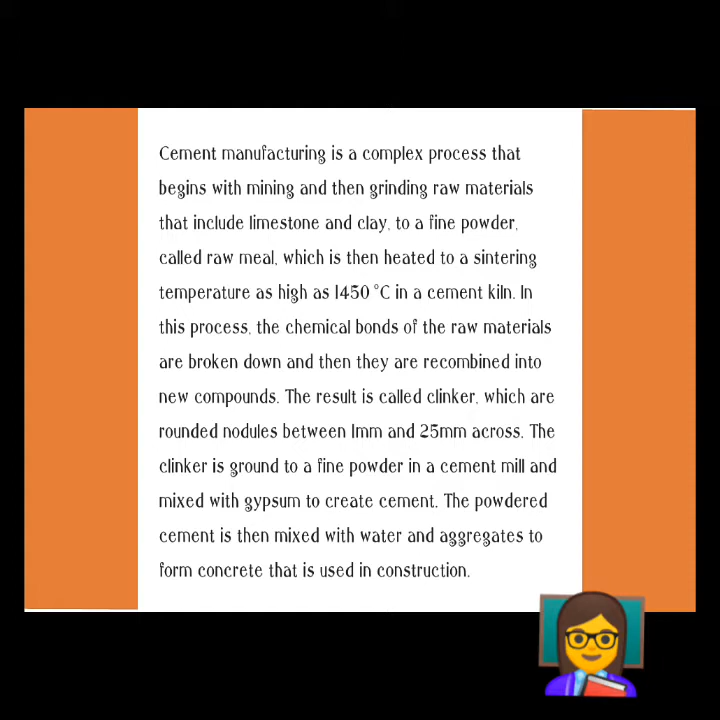 Cement manufacturing is a complex process that
begins with mining and then grinding raw materials
that include limestone and clay, to a fine powder,
called raw meal, which is then heated to a sintering
temperature as high as 1450 °C in a cement kiln. In
this process, the chemical bonds of the raw materials
are broken down and then they are recombined into
new compounds. The result is called clinker, which are
rounded nodules between 1mm and 25mm across. The
clinker is ground to a fine powder in a cement mill and
mixed with gypsum to create cement. The powdered
cement is then mixed with water and aggregates to
form concrete that is used in construction.